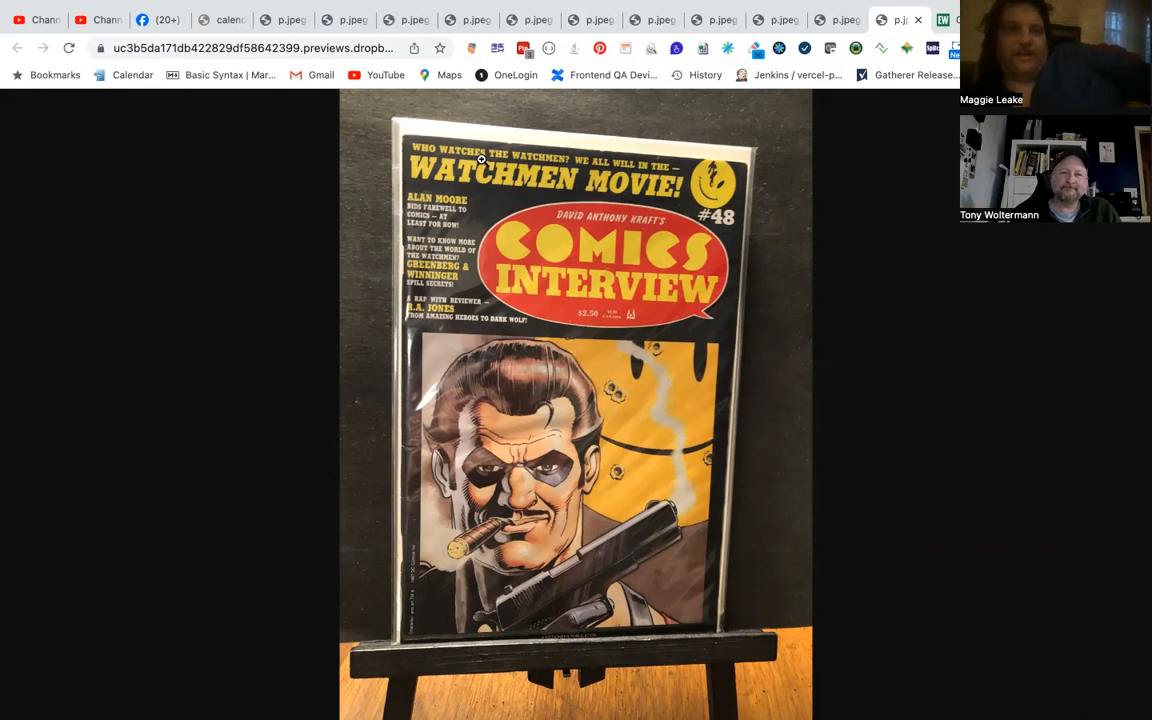 Chann
Chann
(20+)
calenc
p.jpeg
p.jpeg
p.jpeg
p.jpeg
p.jpeg
p.jpeg
p.jpeg
p.jpeg
p.jpeg
p.jpeg
p.j
uc3b5da171db422829df58642399.previews.dropb...
Bookmarks
Calendar
Basic Syntax | Mar...
Gmail
YouTube
Maps
OneLogin
Frontend QA Devi...
History
Jenkins / vercel-p...
Gatherer Release...
Maggie Leake
Tony Woltermann
WHO WATCHES THE WATCHMEN? WE ALL WILL IN THE —
WATCHMEN MOVIE!
#48
ALAN MOORE
BIDS FAREWELL TO
COMICS — AT
LEAST FOR NOW!
WANT TO KNOW MORE
ABOUT THE WORLD OF
THE WATCHMEN?
GREENBERG &
WINNINGER
SPILL SECRETS!
A RAP WITH REVIEWER —
R.A. JONES
FROM AMAZING HEROES TO DARK WOLF!
DAVID ANTHONY KRAFT'S
COMICS
INTERVIEW
$2.50